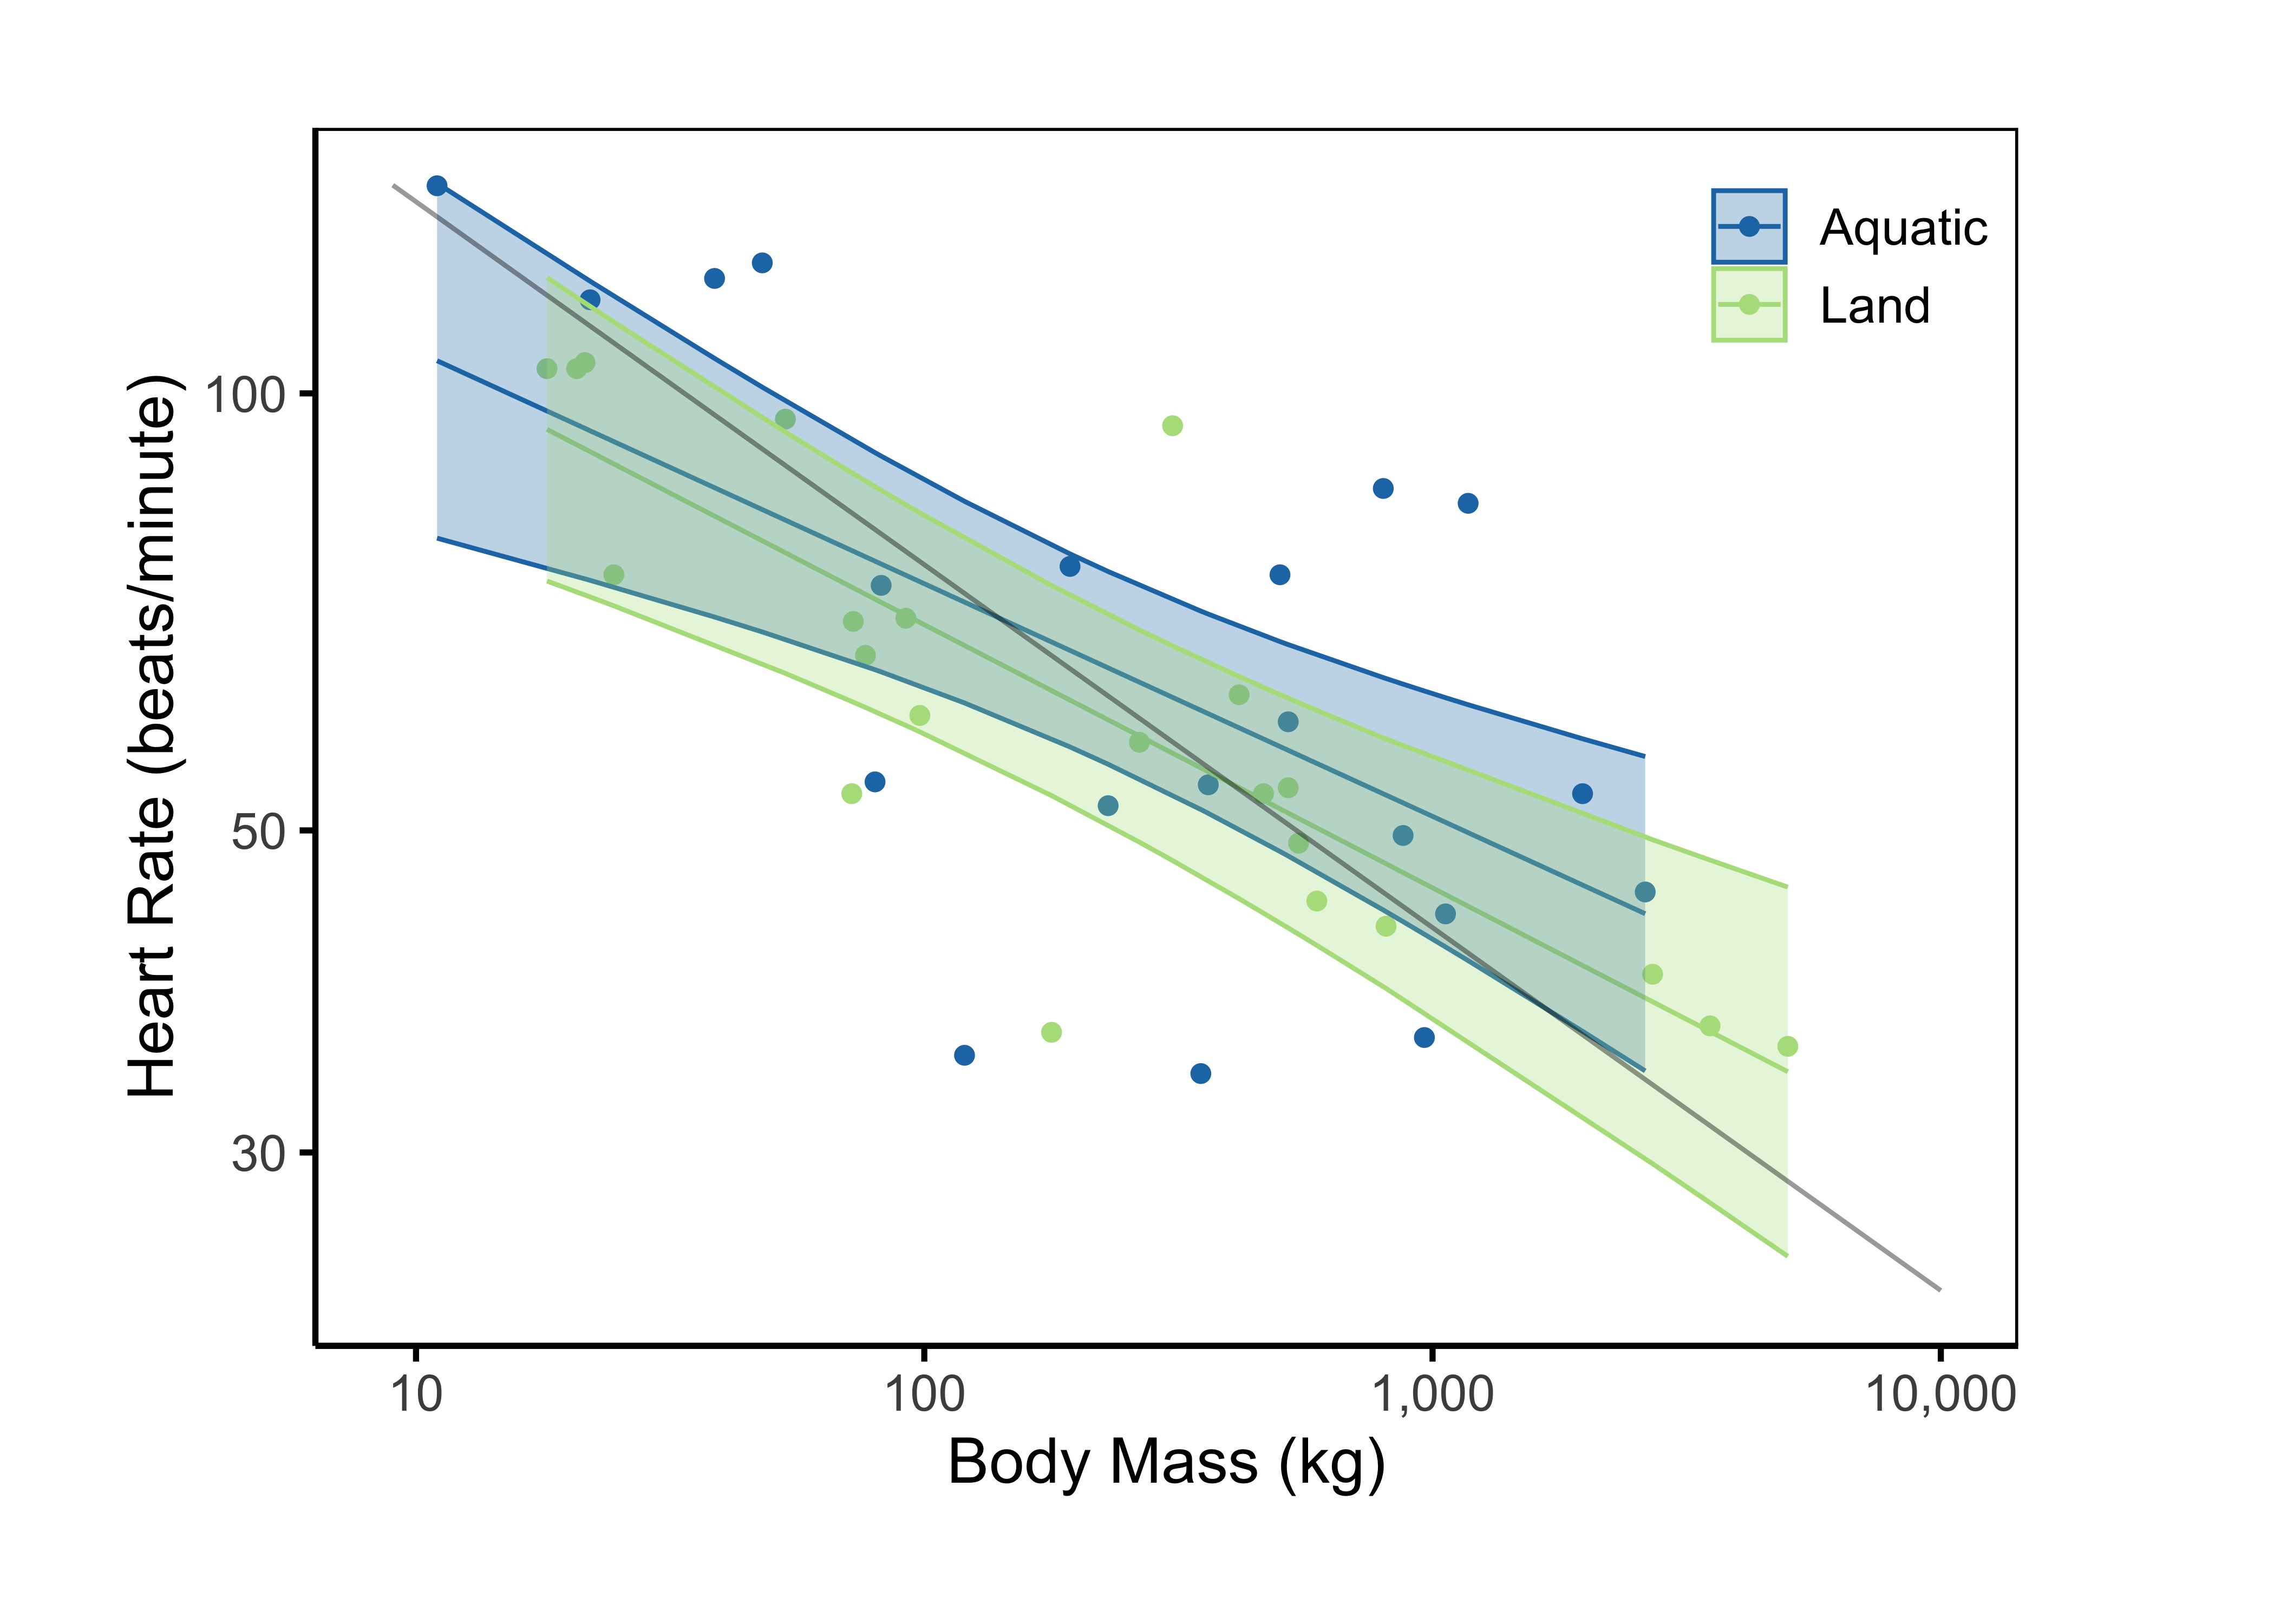 Aquatic
Land
Heart Rate (beats/minute)
100
50
30
10
100
1,000
10,000
Body Mass (kg)